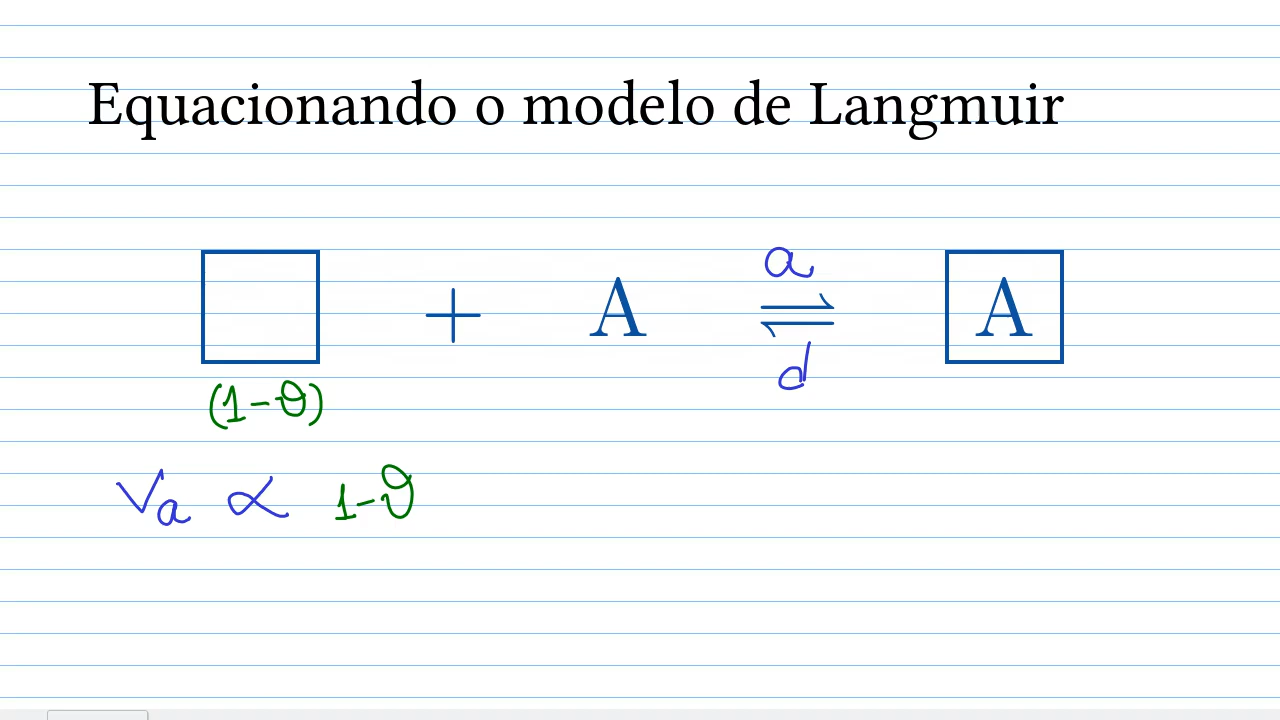 Equacionando o modelo de Langmuir
a
+ A ⇌ A
d
(1-θ)
Va ∝ 1-θ